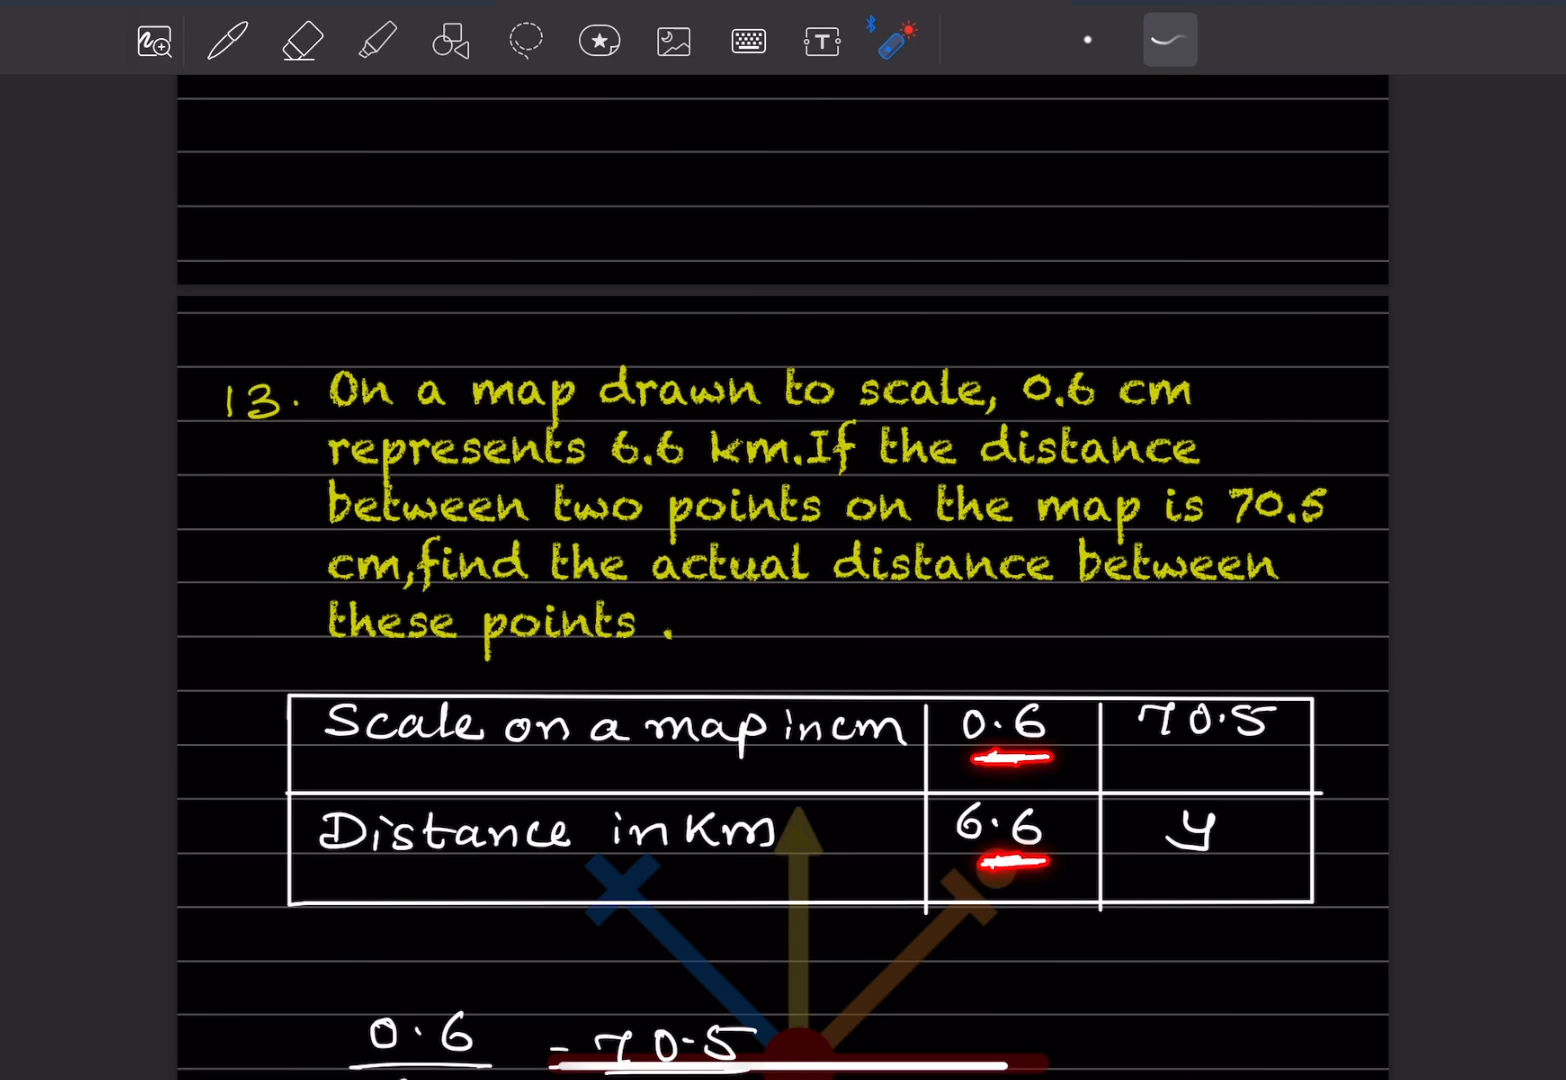 13. On a map drawn to scale, 0.6 cm
represents 6.6 km.If the distance
between two points on the map is 70.5
cm,find the actual distance between
these points .
Scale on a map in cm 0.6 70.5
Distance in Km 6.6 y
0.6 = 70.5